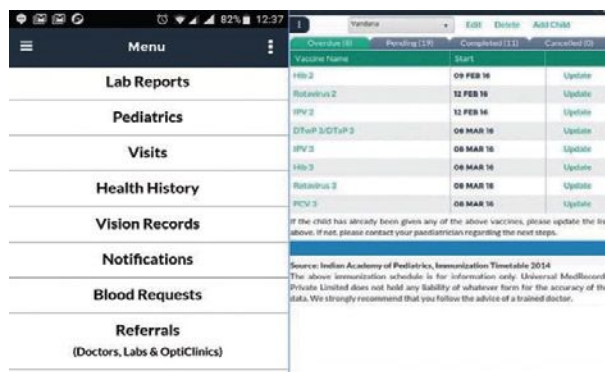 82% 12:37
Menu
Lab Reports
Pediatrics
Visits
Health History
Vision Records
Notifications
Blood Requests
Referrals
(Doctors, Labs & OptiClinics)
Vandana Edit Delete Add Child
Overdue (8) Pending (19) Completed (11) Cancelled (0)
Vaccine Name Start
Hib 2 09 FEB 16 Update
Rotavirus 2 12 FEB 16 Update
IPV 2 12 FEB 16 Update
DTwP 3/DTaP 3 08 MAR 16 Update
IPV 3 08 MAR 16 Update
Hib 3 08 MAR 16 Update
Rotavirus 3 08 MAR 16 Update
PCV 3 08 MAR 16 Update
If the child has already been given any of the above vaccines, please update the lis
above. If not, please contact your paediatrician regarding the next steps.
Source: Indian Academy of Pediatrics, Immunization Timetable 2014
The above immunization schedule is for information only. Universal MedRecord
Private Limited does not hold any liability of whatever form for the accuracy of th
data. We strongly recommend that you follow the advice of a trained doctor.